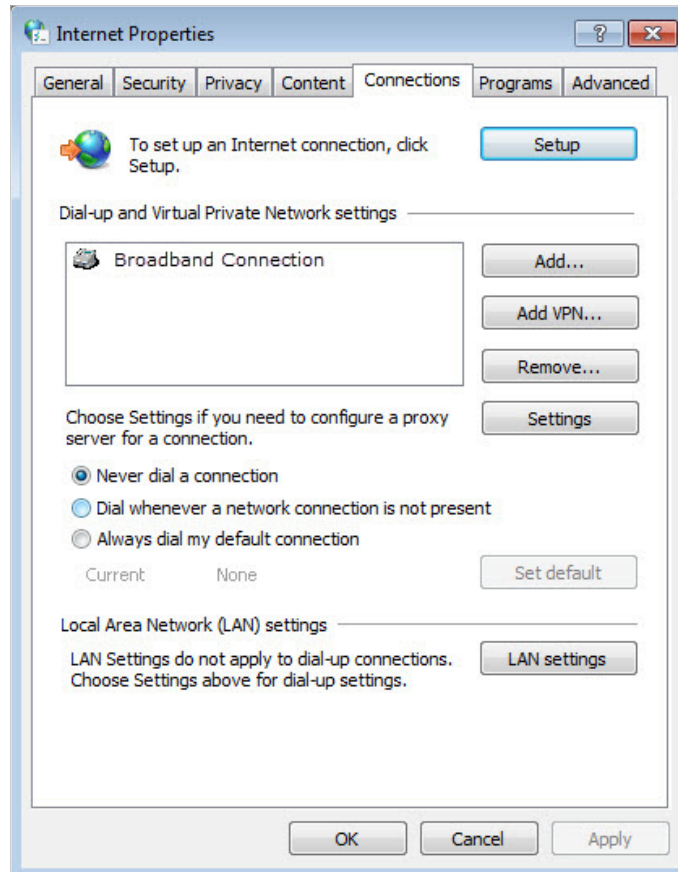 Internet Properties
?
General Security Privacy Content Connections Programs Advanced
To set up an Internet connection, click
Setup.
Setup
Dial-up and Virtual Private Network settings
Broadband Connection
Add...
Add VPN...
Remove...
Choose Settings if you need to configure a proxy
server for a connection.
Settings
Never dial a connection
Dial whenever a network connection is not present
Always dial my default connection
Current None
Set default
Local Area Network (LAN) settings
LAN Settings do not apply to dial-up connections.
Choose Settings above for dial-up settings.
LAN settings
OK Cancel Apply